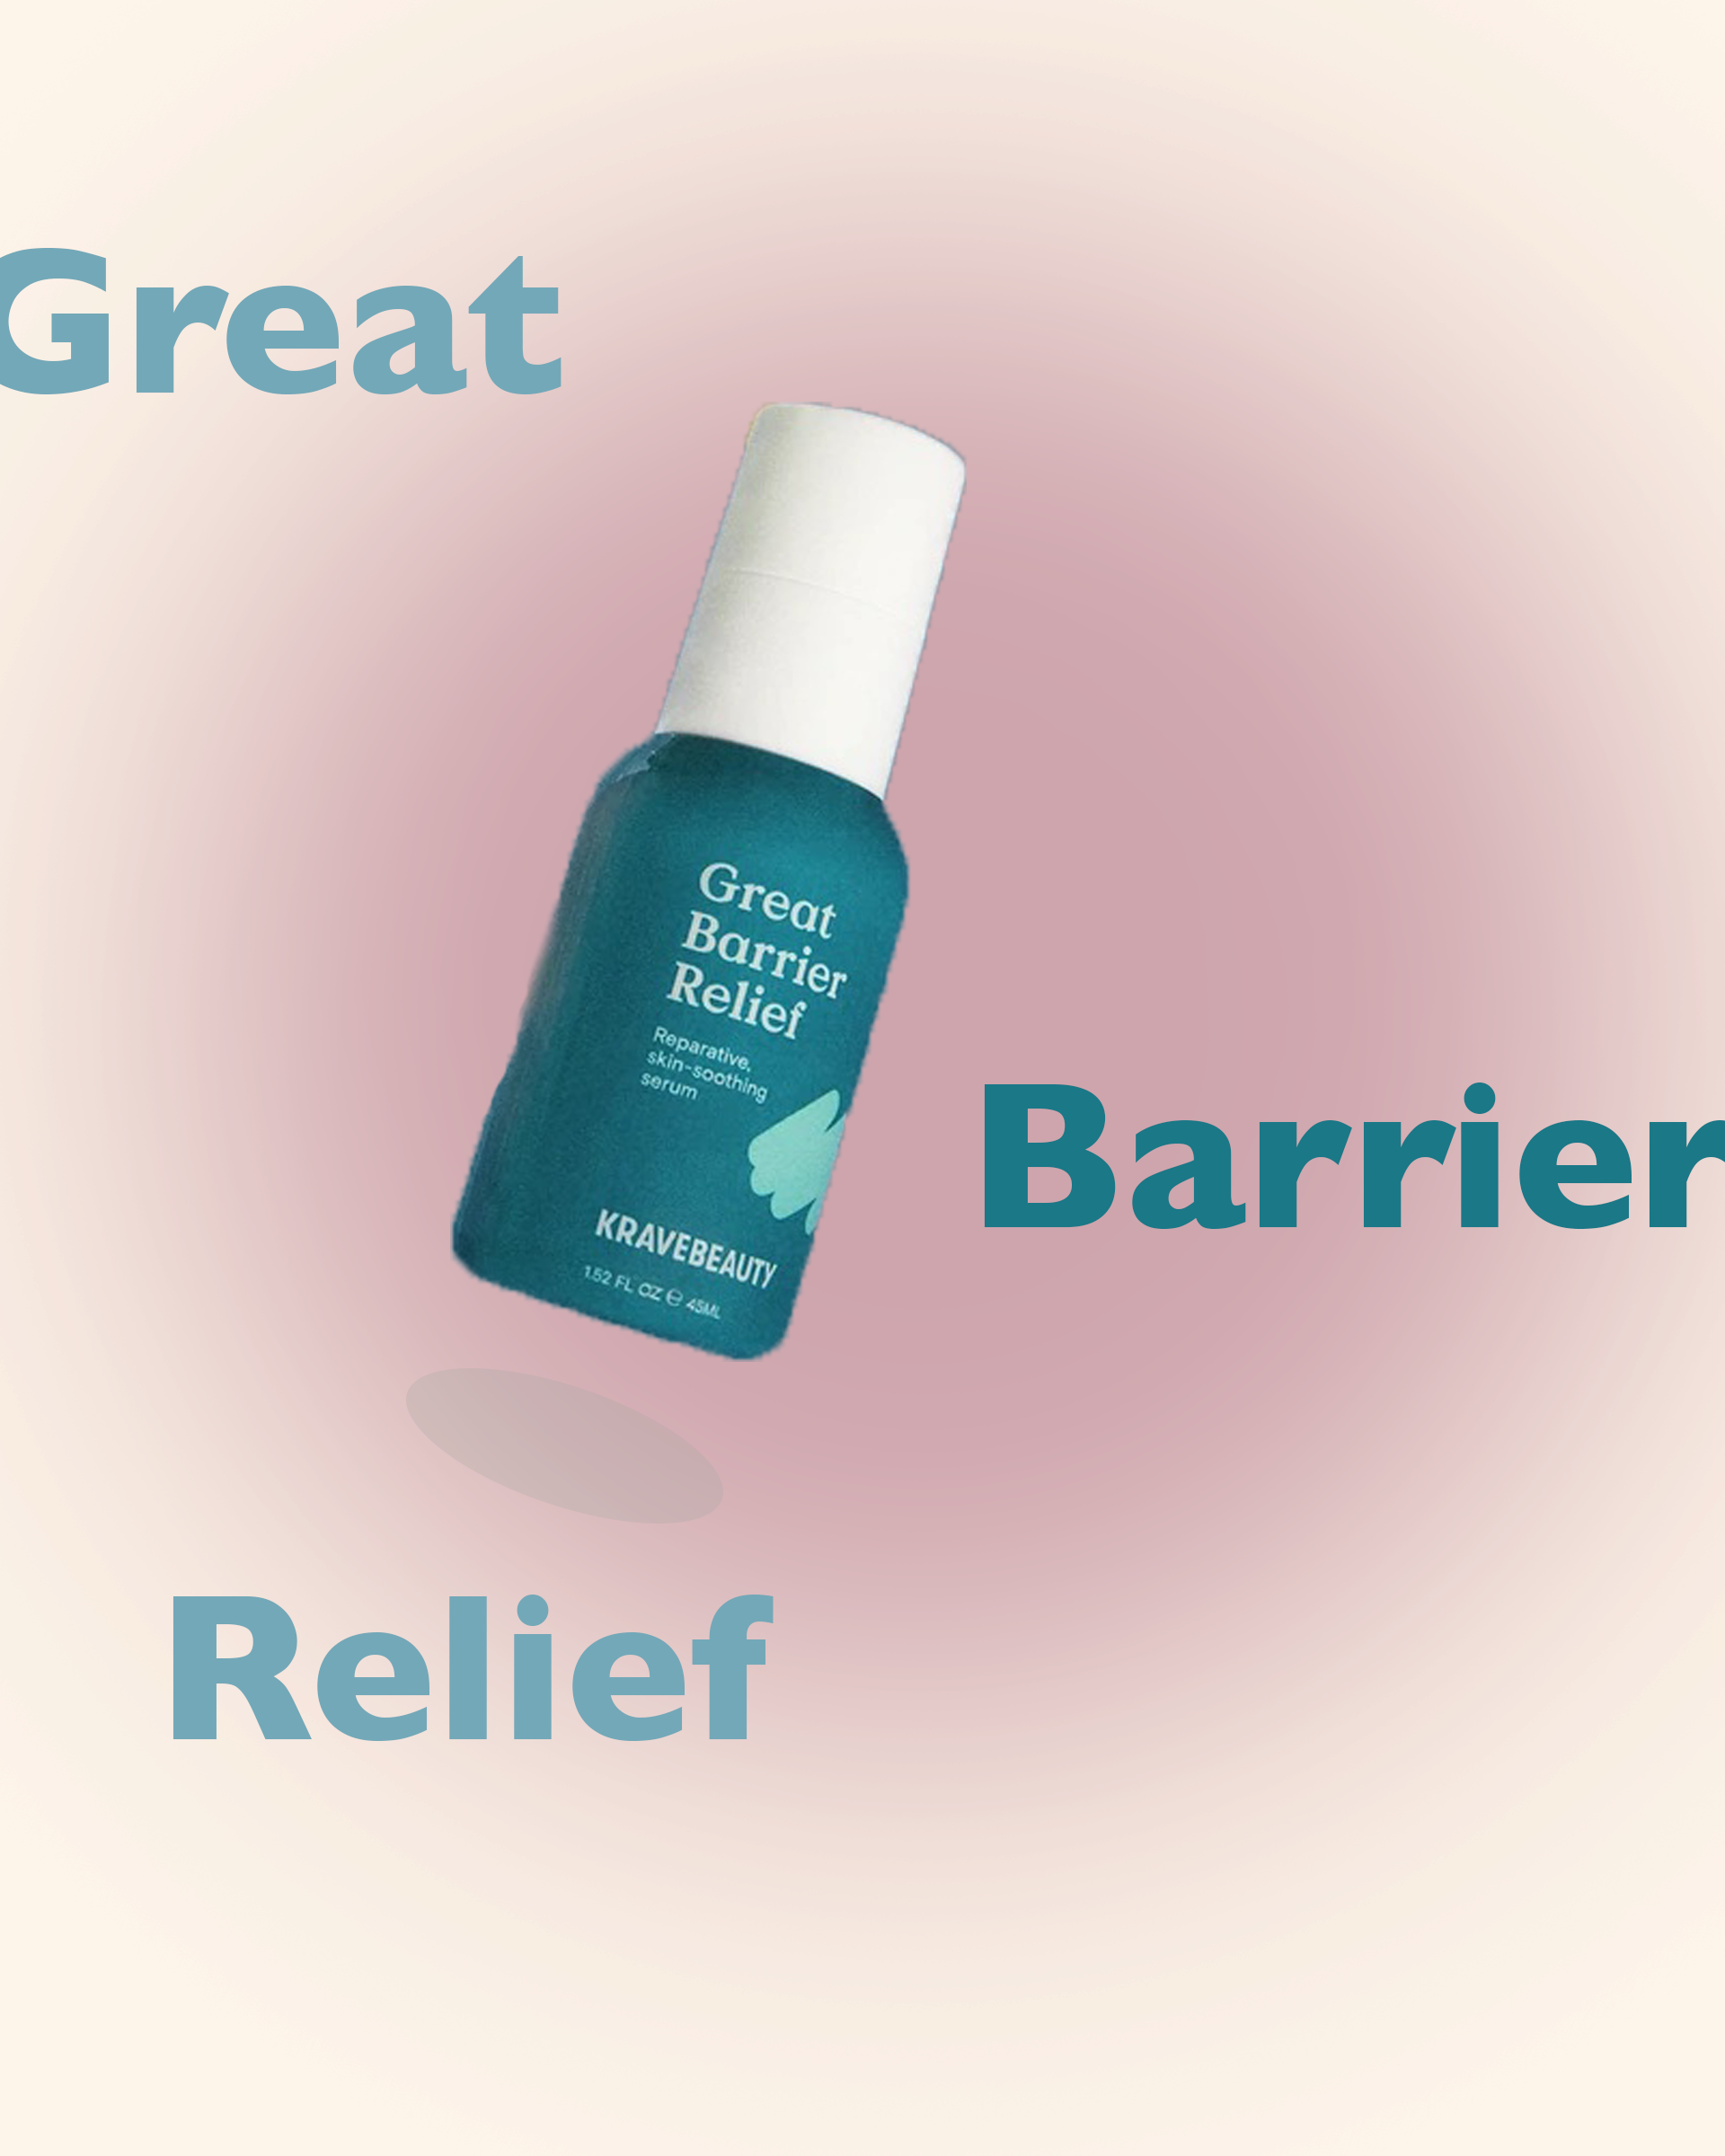 Great
Great
Barrier
Relief
Reparative,
skin-soothing
serum
KRAVEBEAUTY
1.52 FL OZ ℮ 45ML
Barrier
Relief